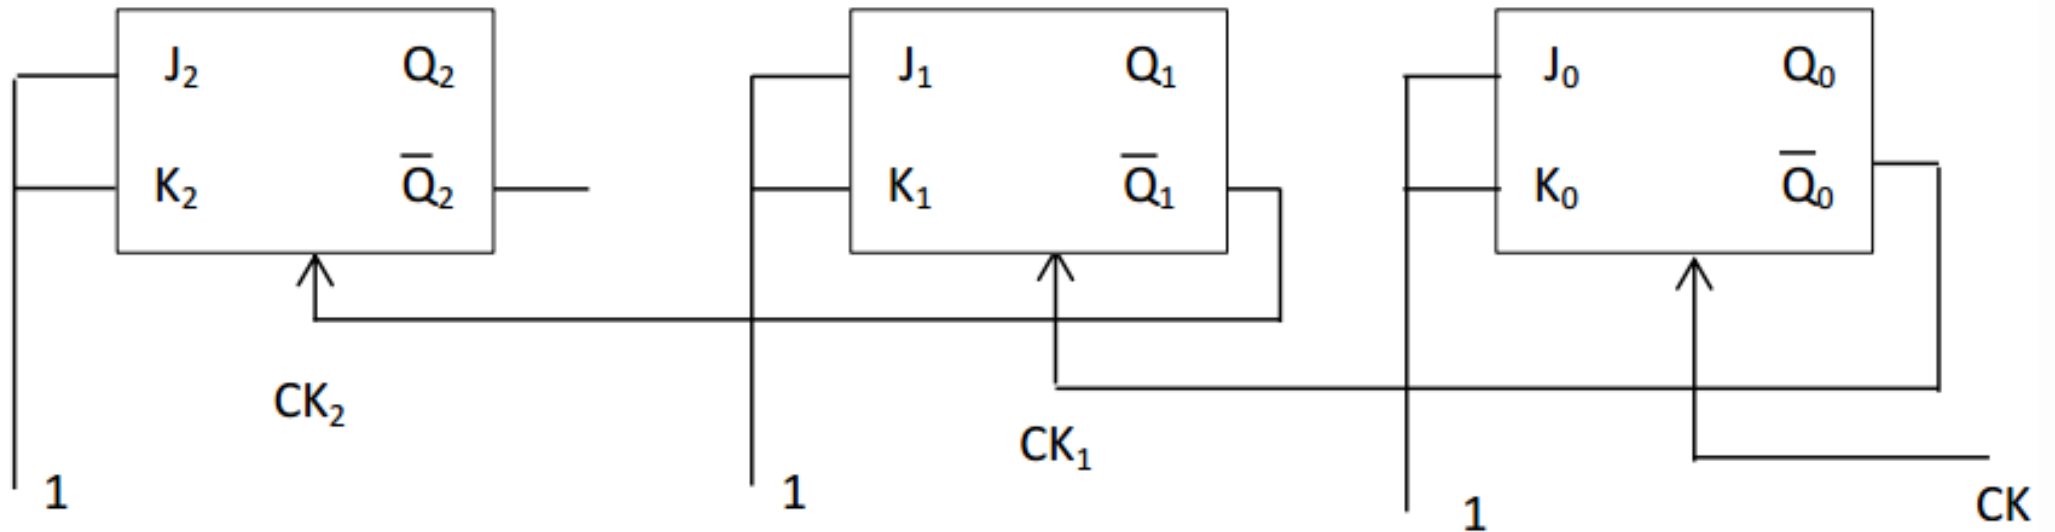 J₂ Q₂ J₁ Q₁ J₀ Q₀
K₂ Q̅₂ K₁ Q̅₁ K₀ Q̅₀
CK₂
CK₁
1 1 1 CK